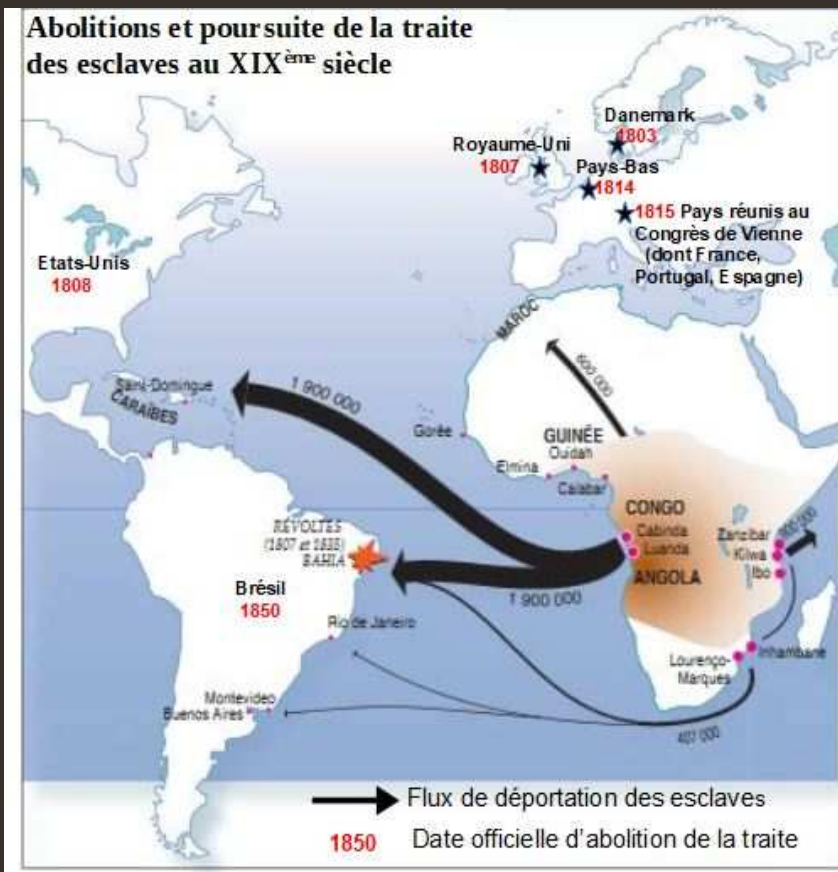 Abolitions et poursuite de la traite
des esclaves au XIXème siècle
Danemark
1803
Royaume-Uni
1807
Pays-Bas
1814
1815 Pays réunis au
Congrès de Vienne
(dont France,
Portugal, Espagne)
Etats-Unis
1808
MAROC
600 000
Saint-Domingue
CARAÏBES
1 900 000
Gorée
GUINÉE
Ouidah
Elmina
Calabar
CONGO
Cabinda
Luanda
ANGOLA
Zanzibar
Kilwa
Ibo
RÉVOLTES
(1807 et 1835)
BAHIA
Brésil
1850
1 900 000
Rio de Janeiro
Lourenço-
Marques
Inhambane
Montevideo
Buenos Aires
407 000
Flux de déportation des esclaves
1850 Date officielle d'abolition de la traite